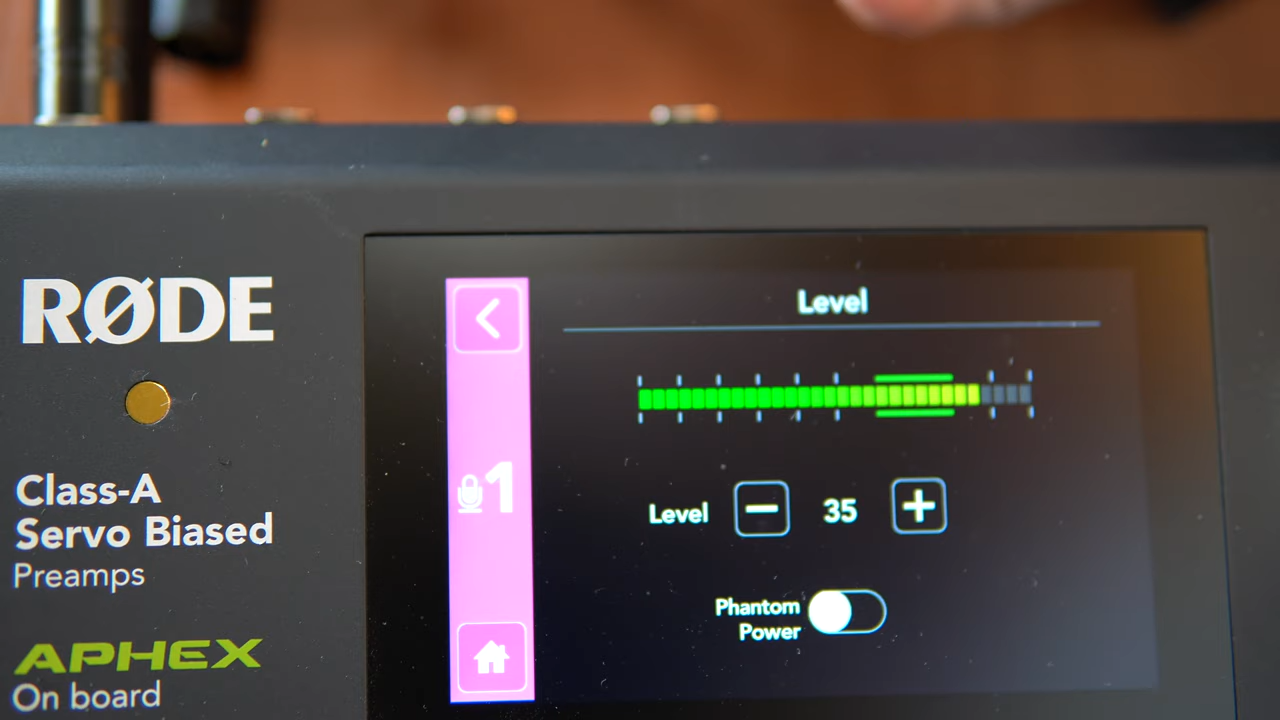 RØDE
Class-A
Servo Biased
Preamps
APHEX
On board
Level
1
Level − 35 +
Phantom
Power